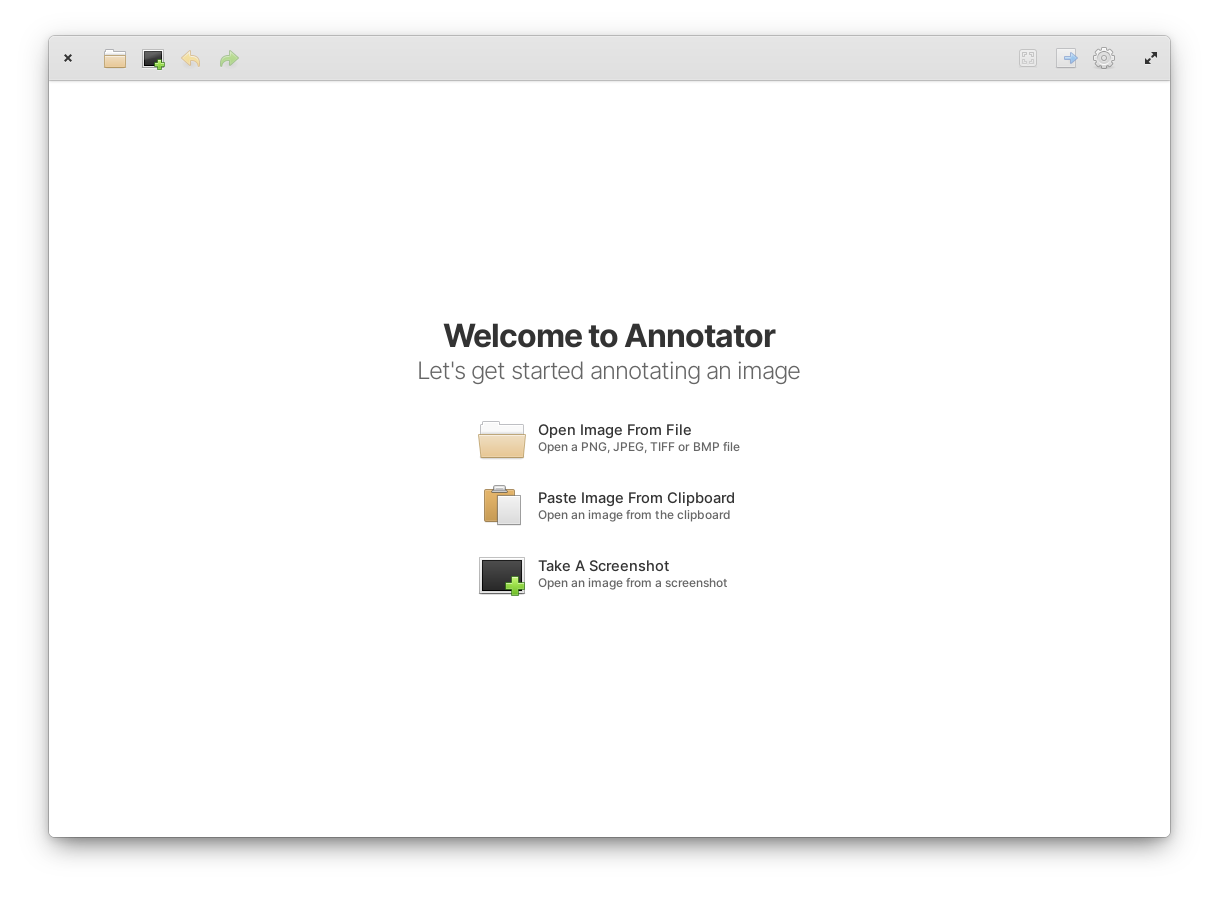 Welcome to Annotator
Let's get started annotating an image
Open Image From File
Open a PNG, JPEG, TIFF or BMP file
Paste Image From Clipboard
Open an image from the clipboard
Take A Screenshot
Open an image from a screenshot